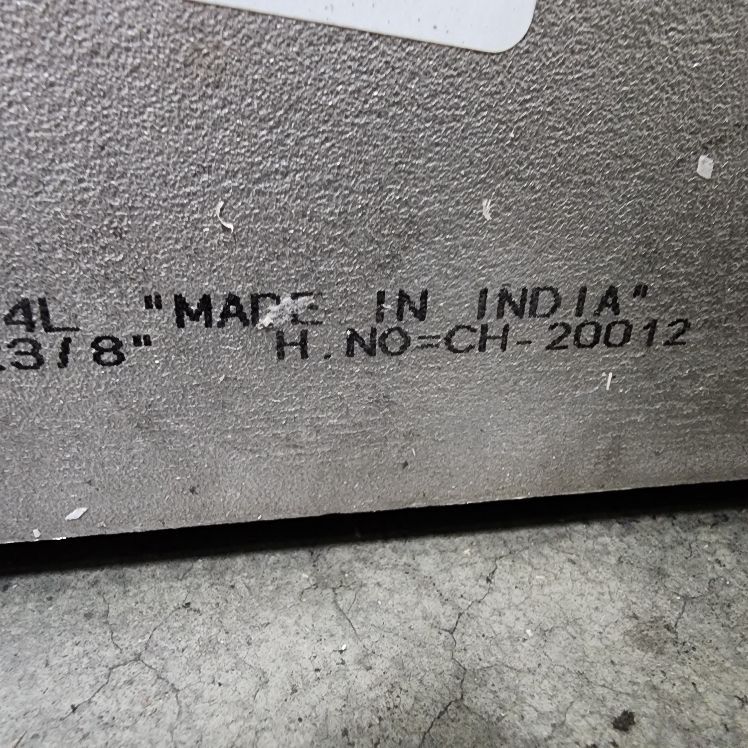 4L "MADE IN INDIA"
3/8" H.NO=CH-20012